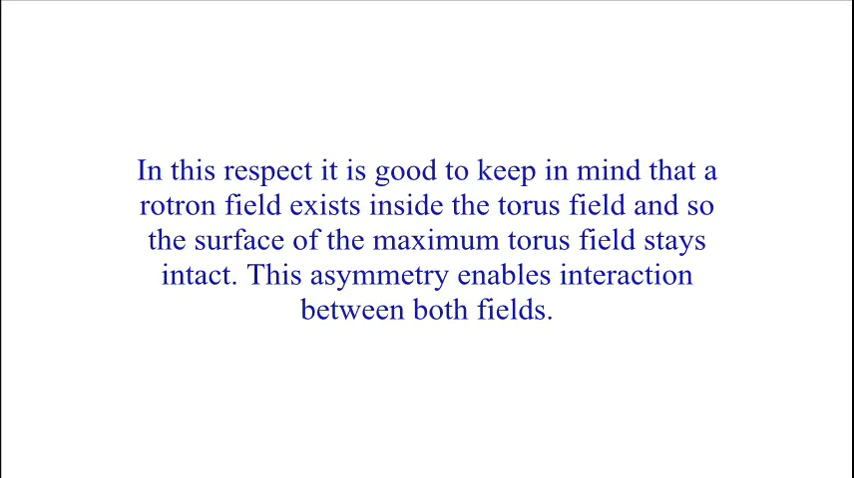 In this respect it is good to keep in mind that a
rotron field exists inside the torus field and so
the surface of the maximum torus field stays
intact. This asymmetry enables interaction
between both fields.